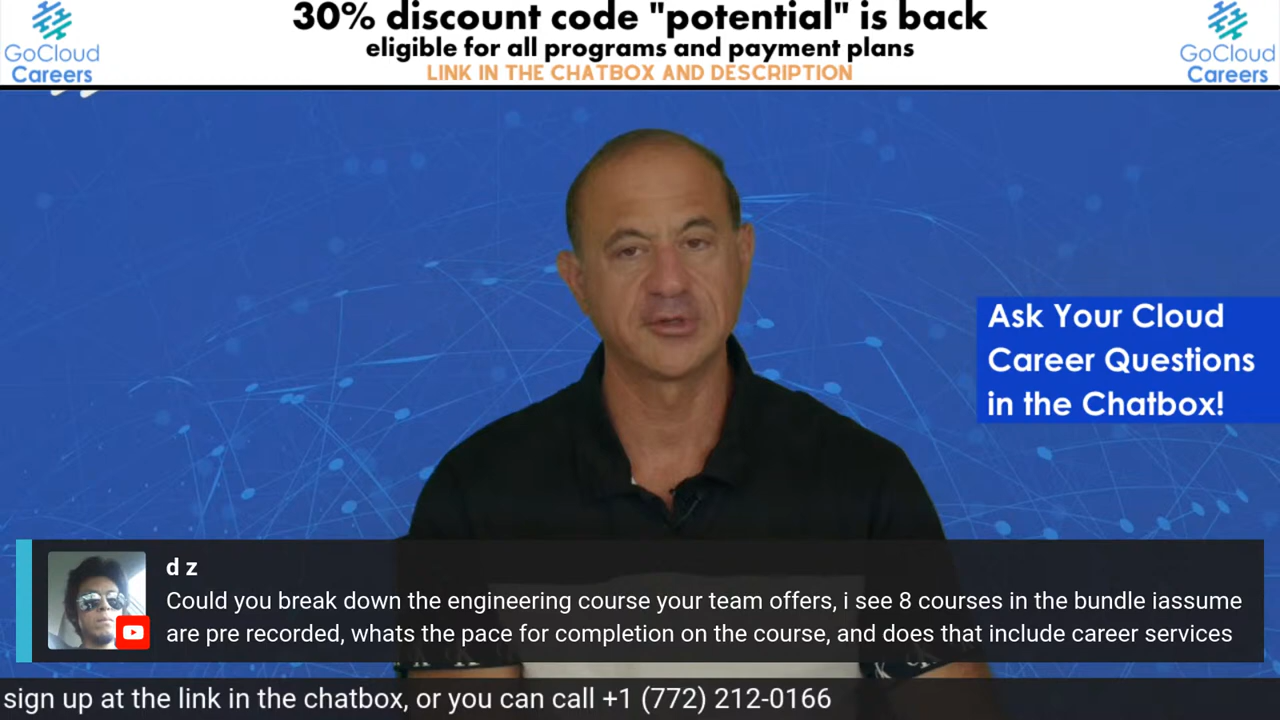 30% discount code "potential" is back
eligible for all programs and payment plans
LINK IN THE CHATBOX AND DESCRIPTION
GoCloud
Careers
GoCloud
Careers
Ask Your Cloud
Career Questions
in the Chatbox!
d z
Could you break down the engineering course your team offers, i see 8 courses in the bundle iassume
are pre recorded, whats the pace for completion on the course, and does that include career services
sign up at the link in the chatbox, or you can call +1 (772) 212-0166